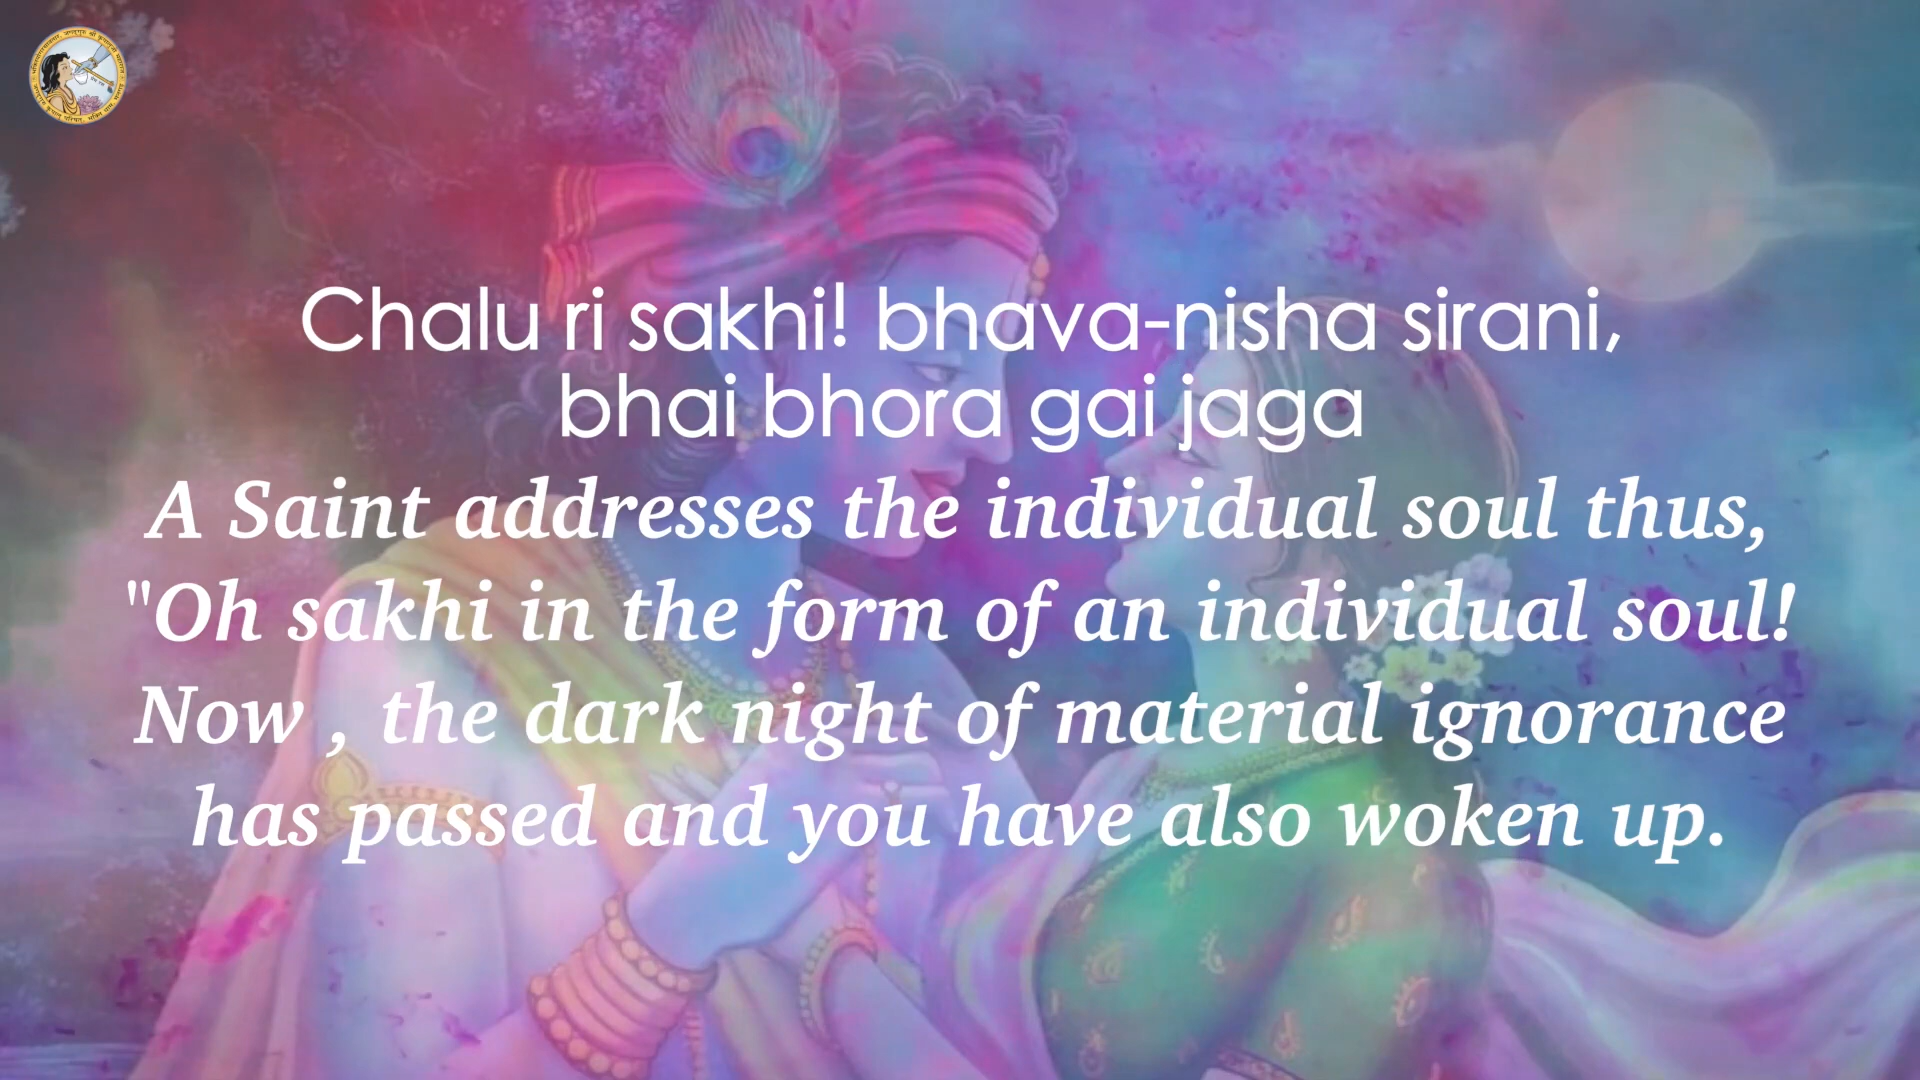 Chalu ri sakhi! bhava-nisha sirani,
bhai bhora gai jaga
A Saint addresses the individual soul thus,
"Oh sakhi in the form of an individual soul!
Now , the dark night of material ignorance
has passed and you have also woken up.